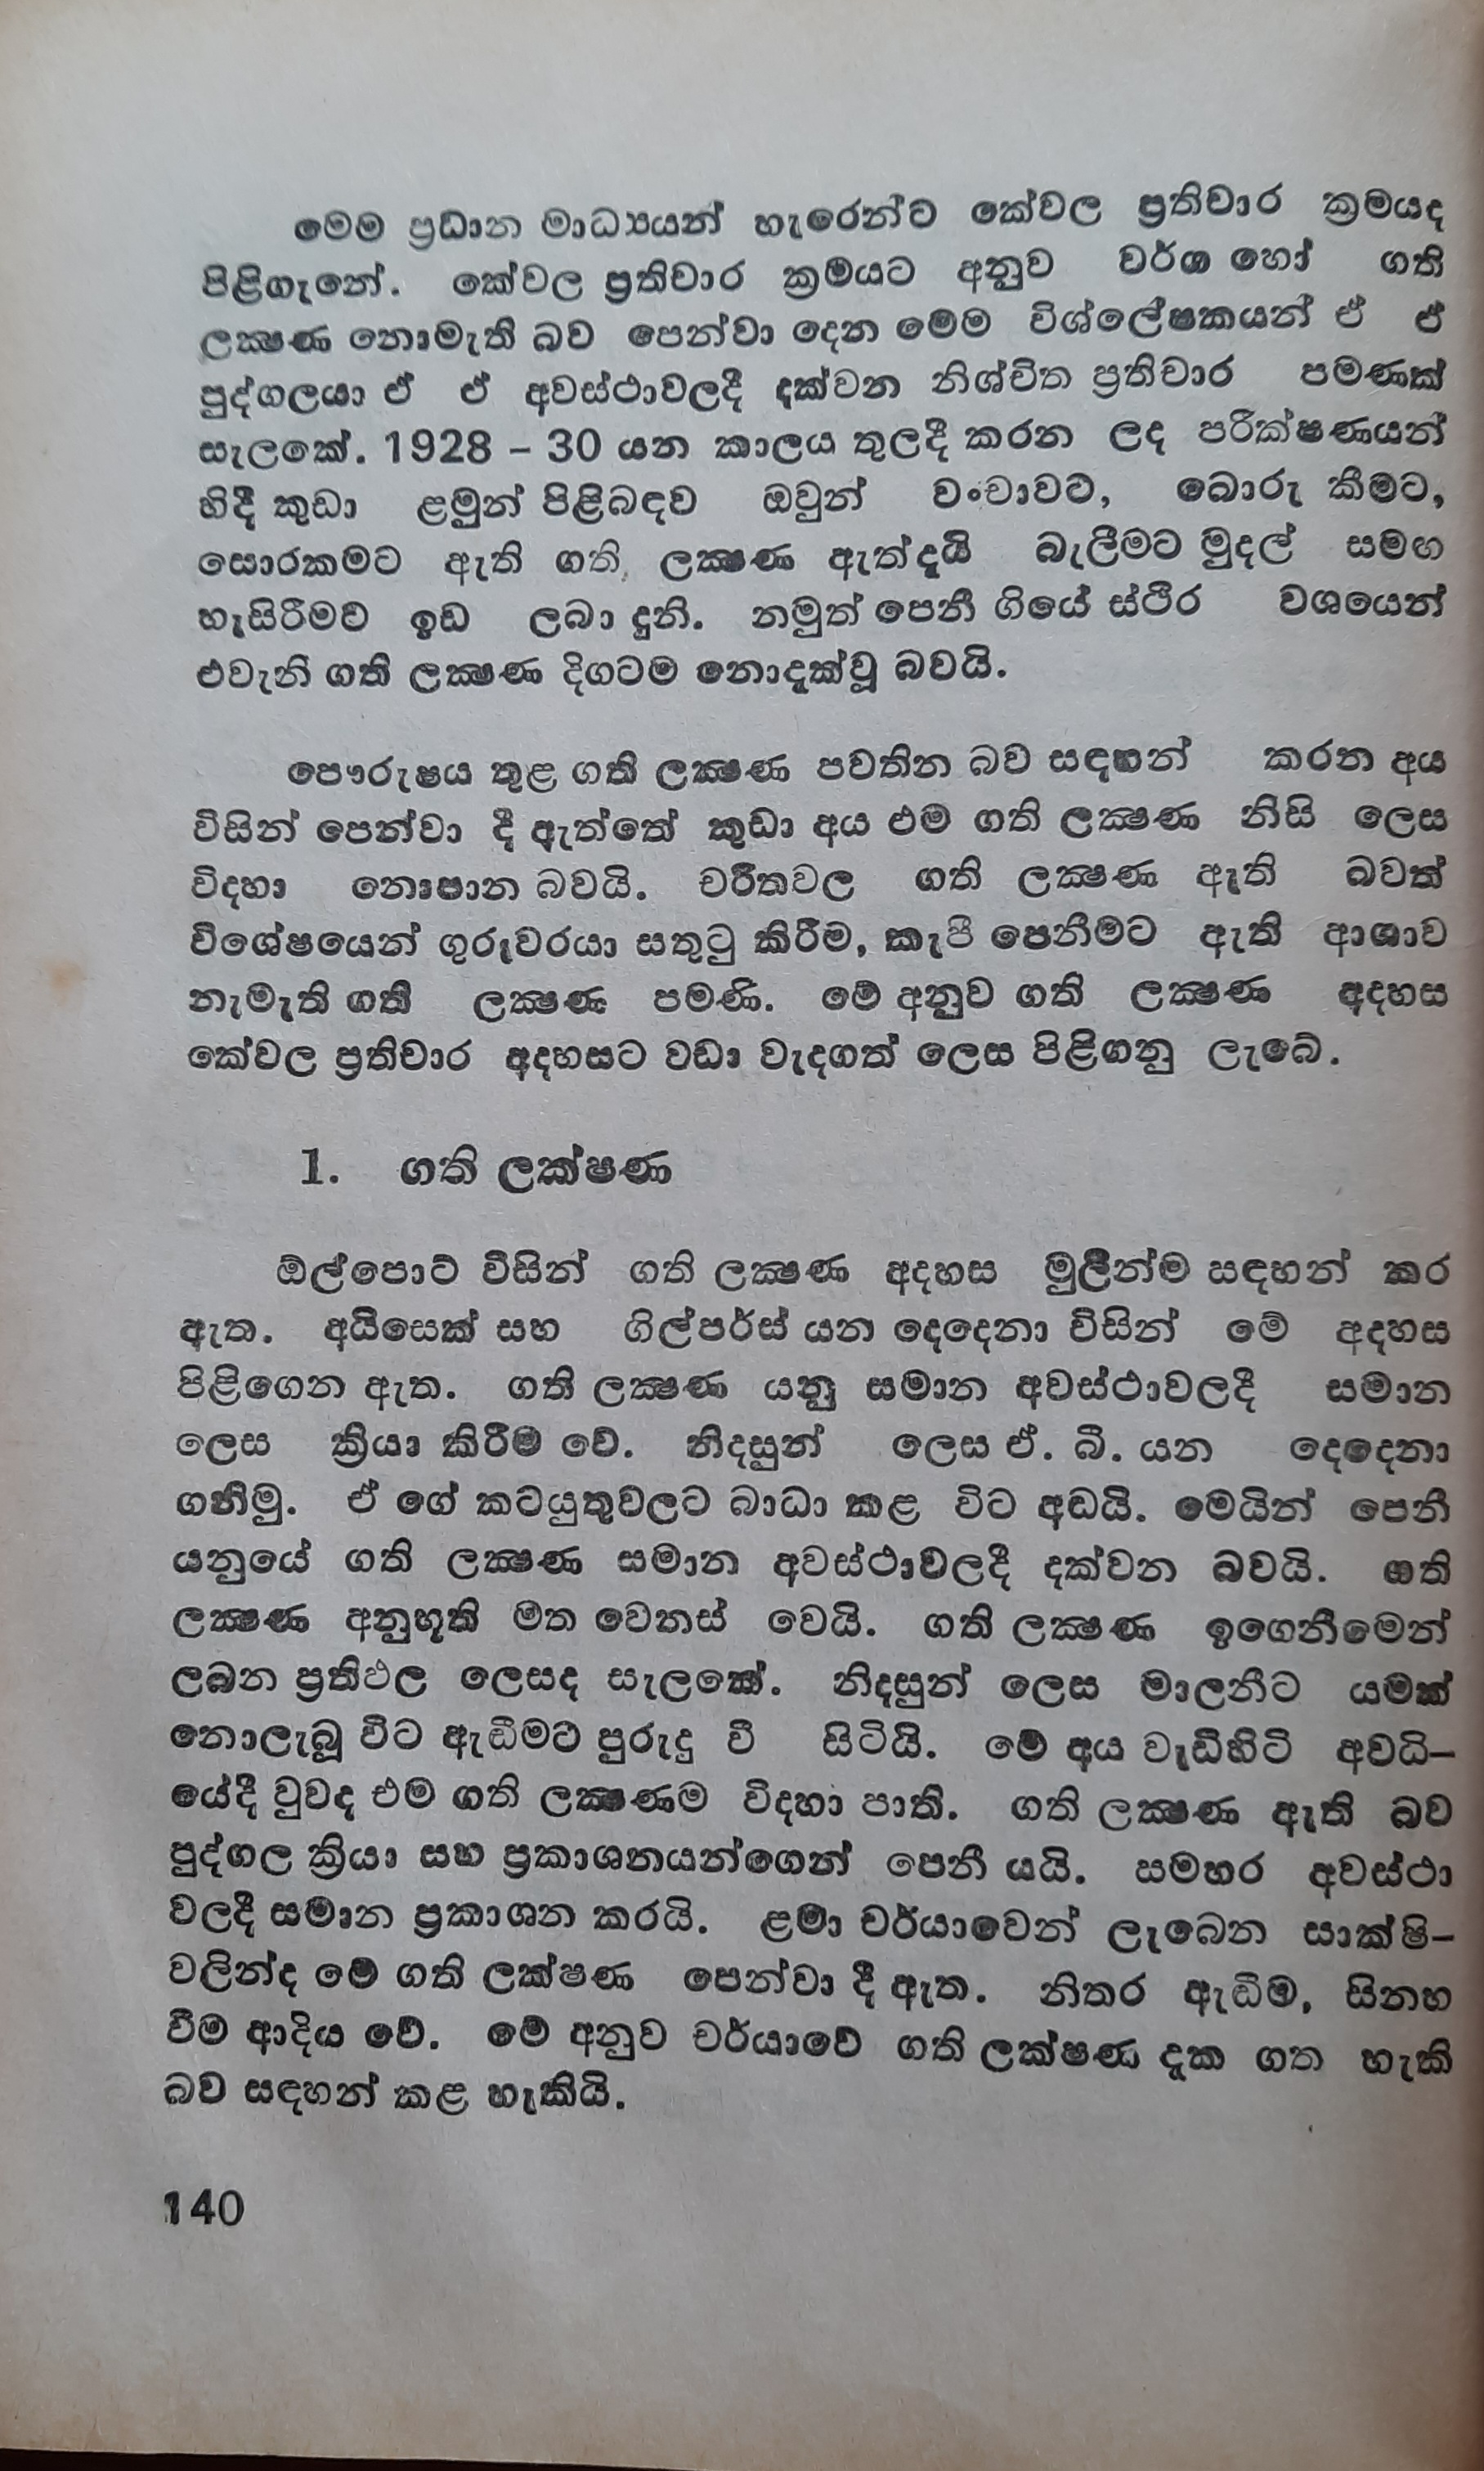 මෙම ප්‍රධාන මාධ්‍යයන් හැරෙන්ට කේවල ප්‍රතිචාර ක්‍රමයද
පිළිගැනේ. කේවල ප්‍රතිචාර ක්‍රමයට අනුව වර්ග හෝ ගති
ලක්‍ෂණ නොමැති බව පෙන්වා දෙන මෙම විශ්ලේෂකයන් ඒ ඒ
පුද්ගලයා ඒ ඒ අවස්ථාවලදී දක්වන නිශ්චිත ප්‍රතිචාර පමණක්
සැලකේ. 1928 – 30 යන කාලය තුලදී කරන ලද පරීක්ෂණයන්
හිදී කුඩා ළමුන් පිළිබඳව ඔවුන් වංචාවට, බොරු කීමට,
සොරකමට ඇති ගති, ලක්‍ෂණ ඇත්දැයි බැලීමට මුදල් සමඟ
හැසිරීමට ඉඩ ලබා දුනි. නමුත් පෙනී ගියේ ස්ථිර වශයෙන්
එවැනි ගති ලක්‍ෂණ දිගටම නොදැක්වූ බවයි.
පෞරුෂය තුළ ගති ලක්‍ෂණ පවතින බව සඳහන් කරන අය
විසින් පෙන්වා දී ඇත්තේ කුඩා අය එම ගති ලක්‍ෂණ නිසි ලෙස
විදහා නොපාන බවයි. චරිතවල ගති ලක්‍ෂණ ඇති බවත්
විශේෂයෙන් ගුරුවරයා සතුටු කිරීම, කැපී පෙනීමට ඇති ආශාව
නැමැති ගති ලක්‍ෂණ පමණි. මේ අනුව ගති ලක්‍ෂණ අදහස
කේවල ප්‍රතිචාර අදහසට වඩා වැදගත් ලෙස පිළිගනු ලැබේ.
1. ගති ලක්ෂණ
ඕල්පොට් විසින් ගති ලක්‍ෂණ අදහස මුලින්ම සඳහන් කර
ඇත. අයිසෙක් සහ ගිල්පර්ස් යන දෙදෙනා විසින් මේ අදහස
පිළිගෙන ඇත. ගති ලක්‍ෂණ යනු සමාන අවස්ථාවලදී සමාන
ලෙස ක්‍රියා කිරීම වේ. නිදසුන් ලෙස ඒ. බී. යන දෙදෙනා
ගනිමු. ඒ ගේ කටයුතුවලට බාධා කළ විට අඬයි. මෙයින් පෙනී
යනුයේ ගති ලක්‍ෂණ සමාන අවස්ථාවලදී දක්වන බවයි. ගති
ලක්‍ෂණ අනුභූති මත වෙනස් වෙයි. ගති ලක්‍ෂණ ඉගෙනීමෙන්
ලබන ප්‍රතිඵල ලෙසද සැලකේ. නිදසුන් ලෙස මාලනීට යමක්
නොලැබූ විට ඇඬීමට පුරුදු වී සිටියි. මේ අය වැඩිහිටි අවධි–
යේදී වුවද එම ගති ලක්‍ෂණම විදහා පාති. ගති ලක්‍ෂණ ඇති බව
පුද්ගල ක්‍රියා සහ ප්‍රකාශනයන්ගෙන් පෙනී යයි. සමහර අවස්ථා
වලදී සමාන ප්‍රකාශන කරයි. ළමා චර්යාවෙන් ලැබෙන සාක්ෂි–
වලින්ද මේ ගති ලක්ෂණ පෙන්වා දී ඇත. නිතර ඇඬීම, සිනහ
වීම ආදිය වේ. මේ අනුව චර්යාවේ ගති ලක්ෂණ දැක ගත හැකි
බව සඳහන් කළ හැකියි.
140